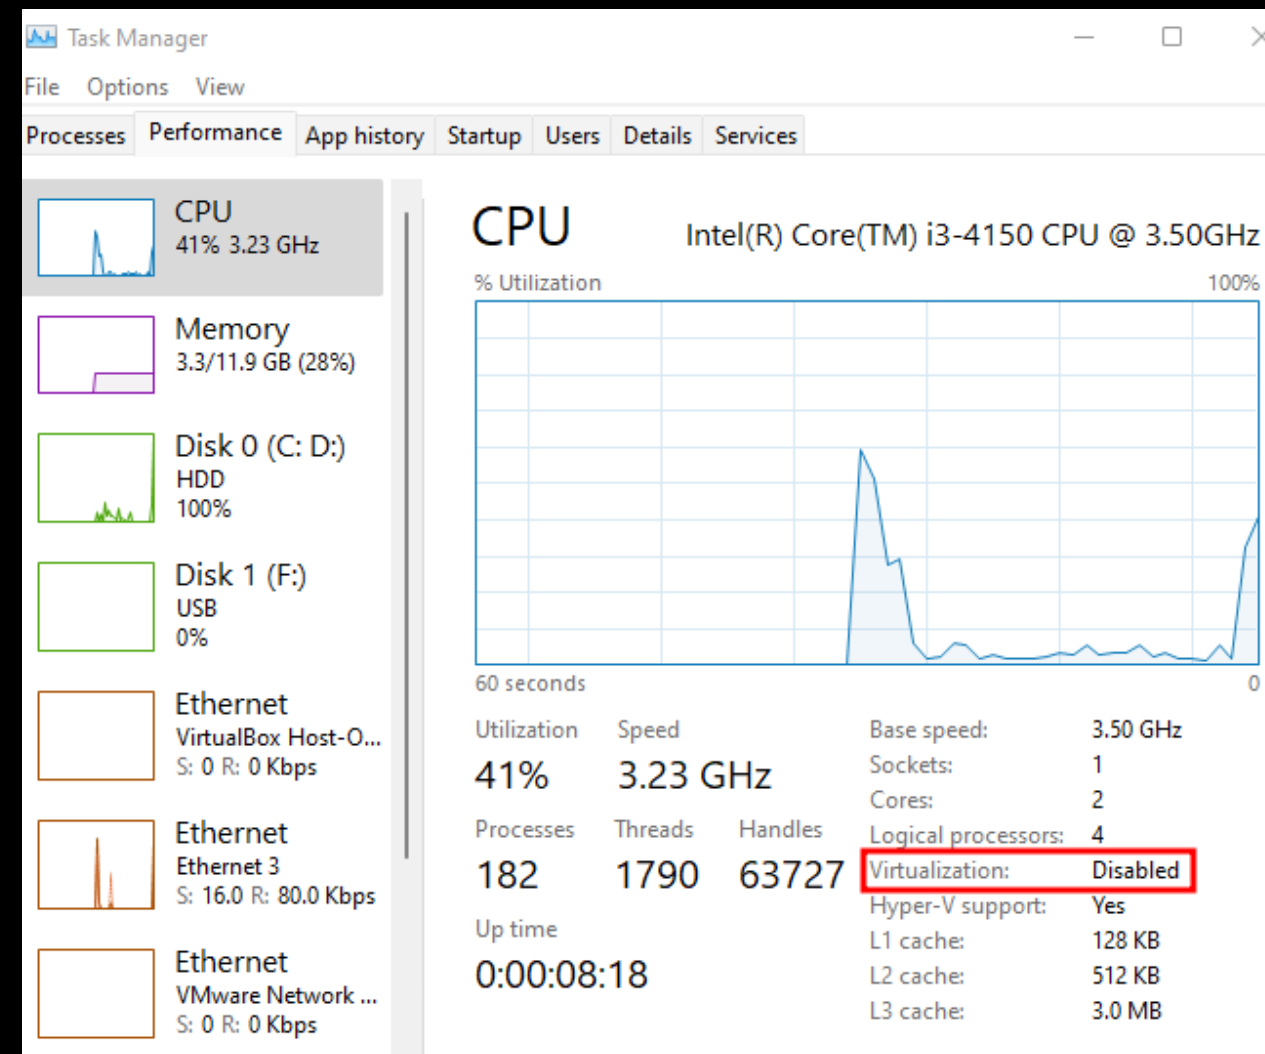 Task Manager
File Options View
Processes Performance App history Startup Users Details Services
CPU
41% 3.23 GHz
Memory
3.3/11.9 GB (28%)
Disk 0 (C: D:)
HDD
100%
Disk 1 (F:)
USB
0%
Ethernet
VirtualBox Host-O...
S: 0 R: 0 Kbps
Ethernet
Ethernet 3
S: 16.0 R: 80.0 Kbps
Ethernet
VMware Network ...
S: 0 R: 0 Kbps
CPU Intel(R) Core(TM) i3-4150 CPU @ 3.50GHz
% Utilization 100%
60 seconds 0
Utilization Speed
41% 3.23 GHz
Processes Threads Handles
182 1790 63727
Up time
0:00:08:18
Base speed: 3.50 GHz
Sockets: 1
Cores: 2
Logical processors: 4
Virtualization: Disabled
Hyper-V support: Yes
L1 cache: 128 KB
L2 cache: 512 KB
L3 cache: 3.0 MB